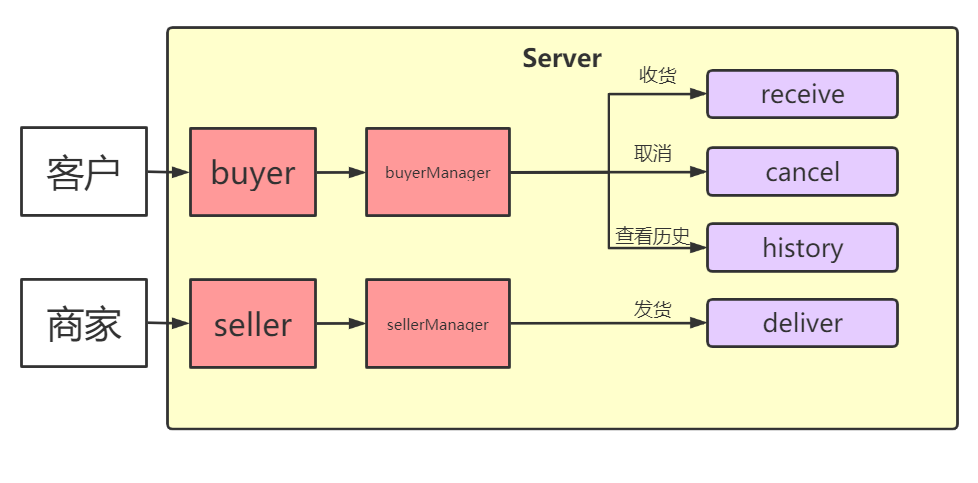 Server
收货
receive
客户
buyer
buyerManager
取消
cancel
查看历史
history
商家
seller
sellerManager
发货
deliver